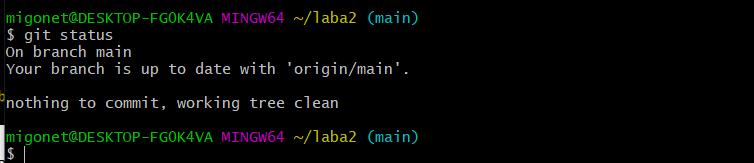 migonet@DESKTOP-FG0K4VA MINGW64 ~/laba2 (main)
$ git status
On branch main
Your branch is up to date with 'origin/main'.
nothing to commit, working tree clean
migonet@DESKTOP-FG0K4VA MINGW64 ~/laba2 (main)
$